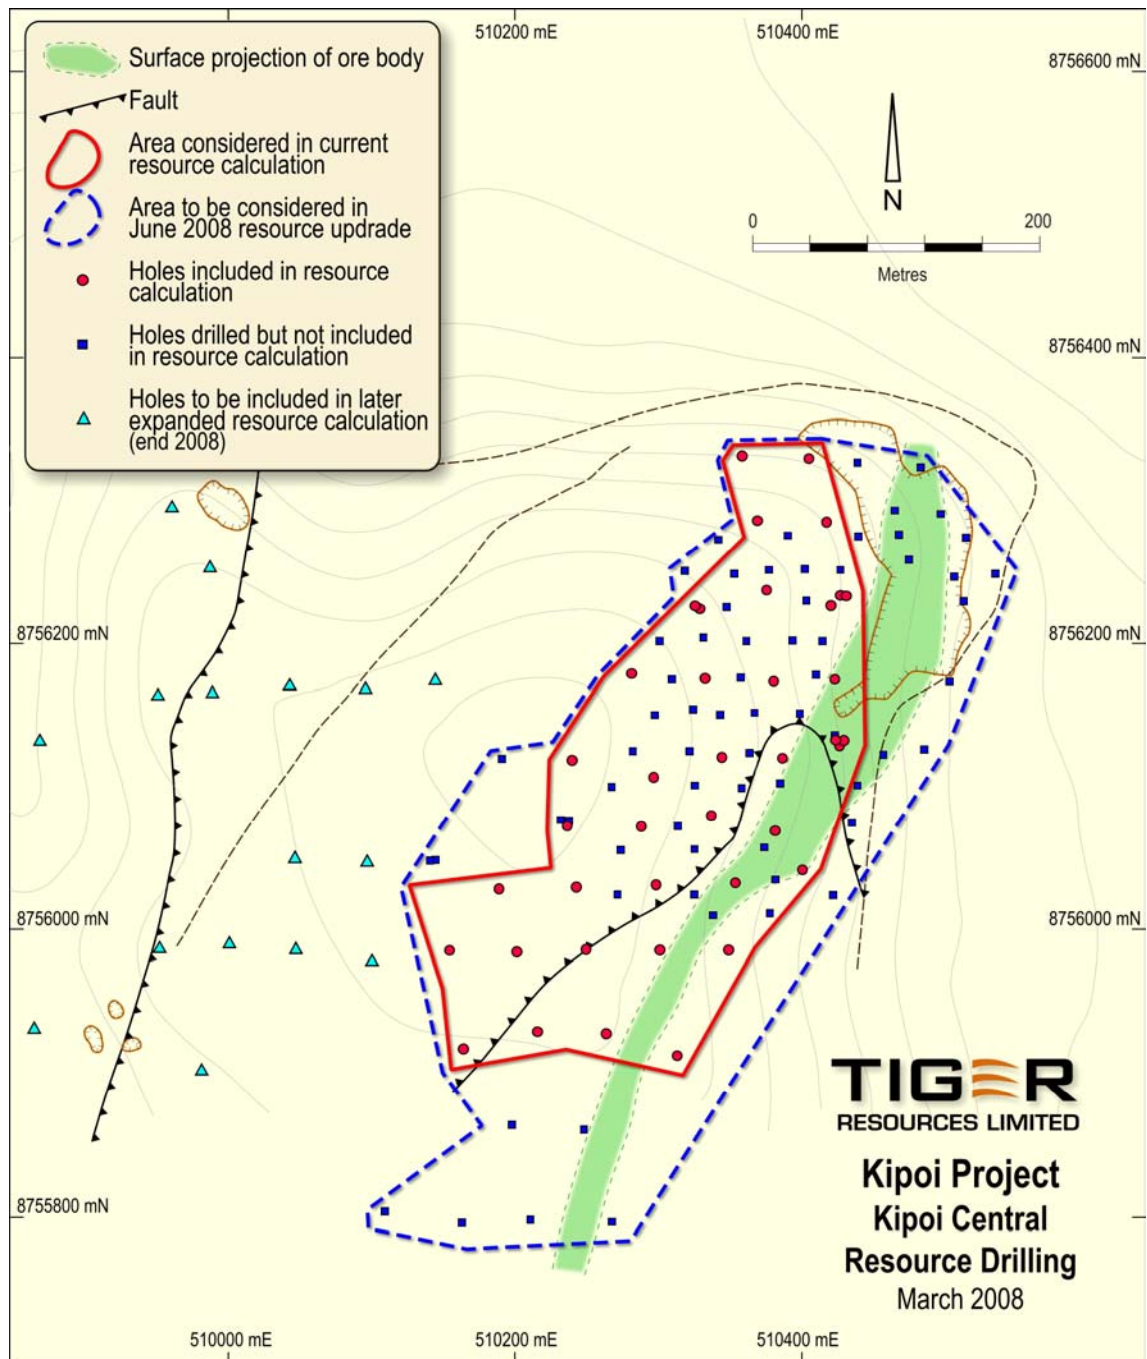 510200 mE
510400 mE
8756600 mN
Surface projection of ore body
Fault
Area considered in current
resource calculation
Area to be considered in
June 2008 resource updrade
Holes included in resource
calculation
Holes drilled but not included
in resource calculation
Holes to be included in later
expanded resource calculation
(end 2008)
N
0
200
Metres
8756400 mN
8756200 mN
8756200 mN
8756000 mN
8756000 mN
8755800 mN
TIGER
RESOURCES LIMITED
Kipoi Project
Kipoi Central
Resource Drilling
March 2008
510000 mE
510200 mE
510400 mE